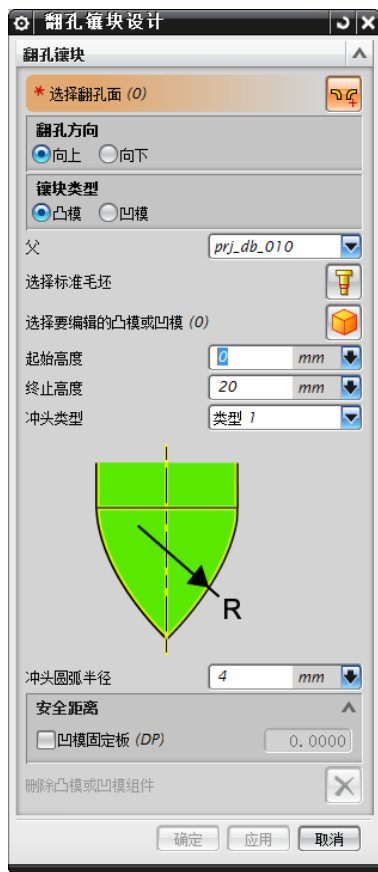 翻孔镶块设计
翻孔镶块
* 选择翻孔面 (0)
翻孔方向
向上 向下
镶块类型
凸模 凹模
父 prj_db_010
选择标准毛坯
选择要编辑的凸模或凹模 (0)
起始高度 0 mm
终止高度 20 mm
冲头类型 类型 1
R
冲头圆弧半径 4 mm
安全距离
凹模固定板 (DP) 0.0000
删除凸模或凹模组件
确定 应用 取消